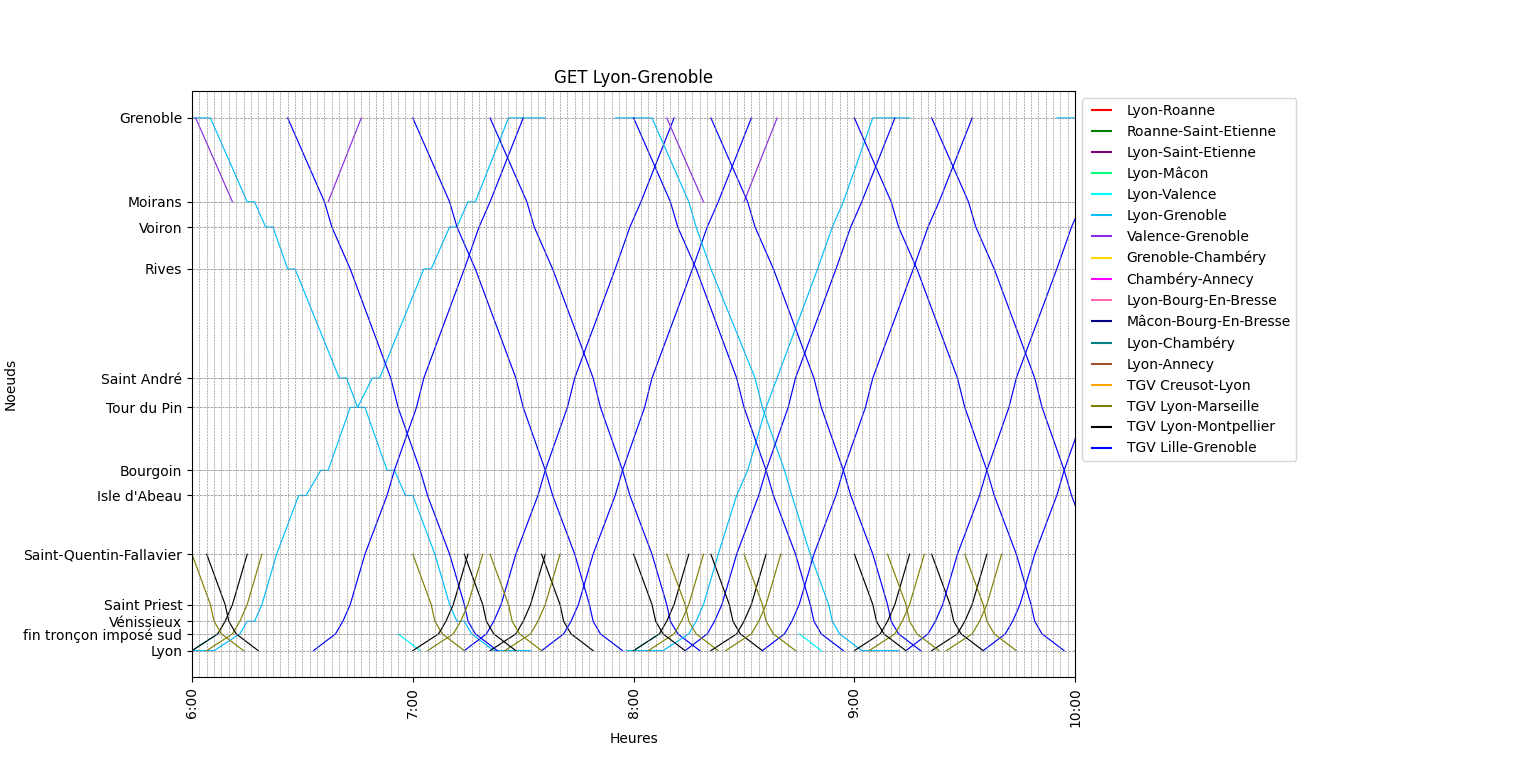 GET Lyon-Grenoble
Noeuds
Grenoble
Moirans
Voiron
Rives
Saint André
Tour du Pin
Bourgoin
Isle d'Abeau
Saint-Quentin-Fallavier
Saint Priest
Vénissieux
fin tronçon imposé sud
Lyon
6:00
7:00
8:00
9:00
10:00
Heures
Lyon-Roanne
Roanne-Saint-Etienne
Lyon-Saint-Etienne
Lyon-Mâcon
Lyon-Valence
Lyon-Grenoble
Valence-Grenoble
Grenoble-Chambéry
Chambéry-Annecy
Lyon-Bourg-En-Bresse
Mâcon-Bourg-En-Bresse
Lyon-Chambéry
Lyon-Annecy
TGV Creusot-Lyon
TGV Lyon-Marseille
TGV Lyon-Montpellier
TGV Lille-Grenoble